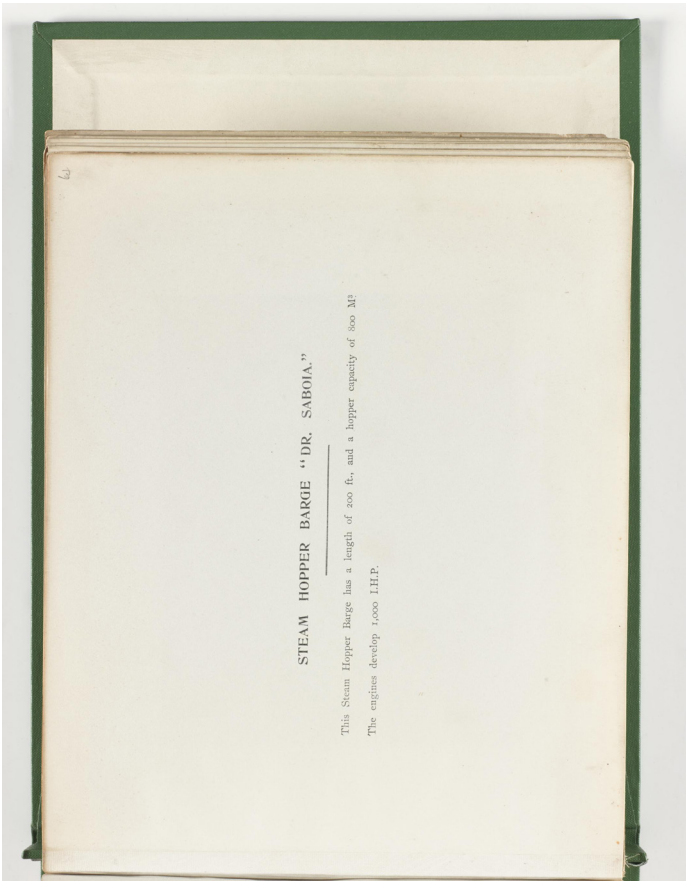 STEAM HOPPER BARGE "DR. SABOIA."
This Steam Hopper Barge has a length of 200 ft., and a hopper capacity of 800 M³.
The engines develop 1,000 I.H.P.